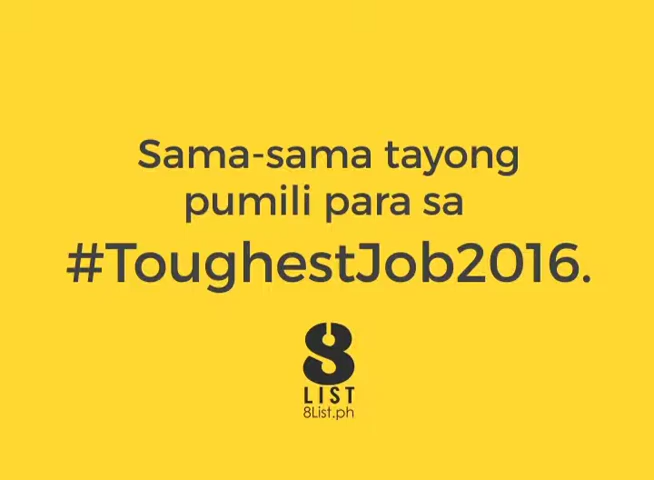 Sama-sama tayong
pumili para sa
#ToughestJob2016.
8
LIST
8List.ph